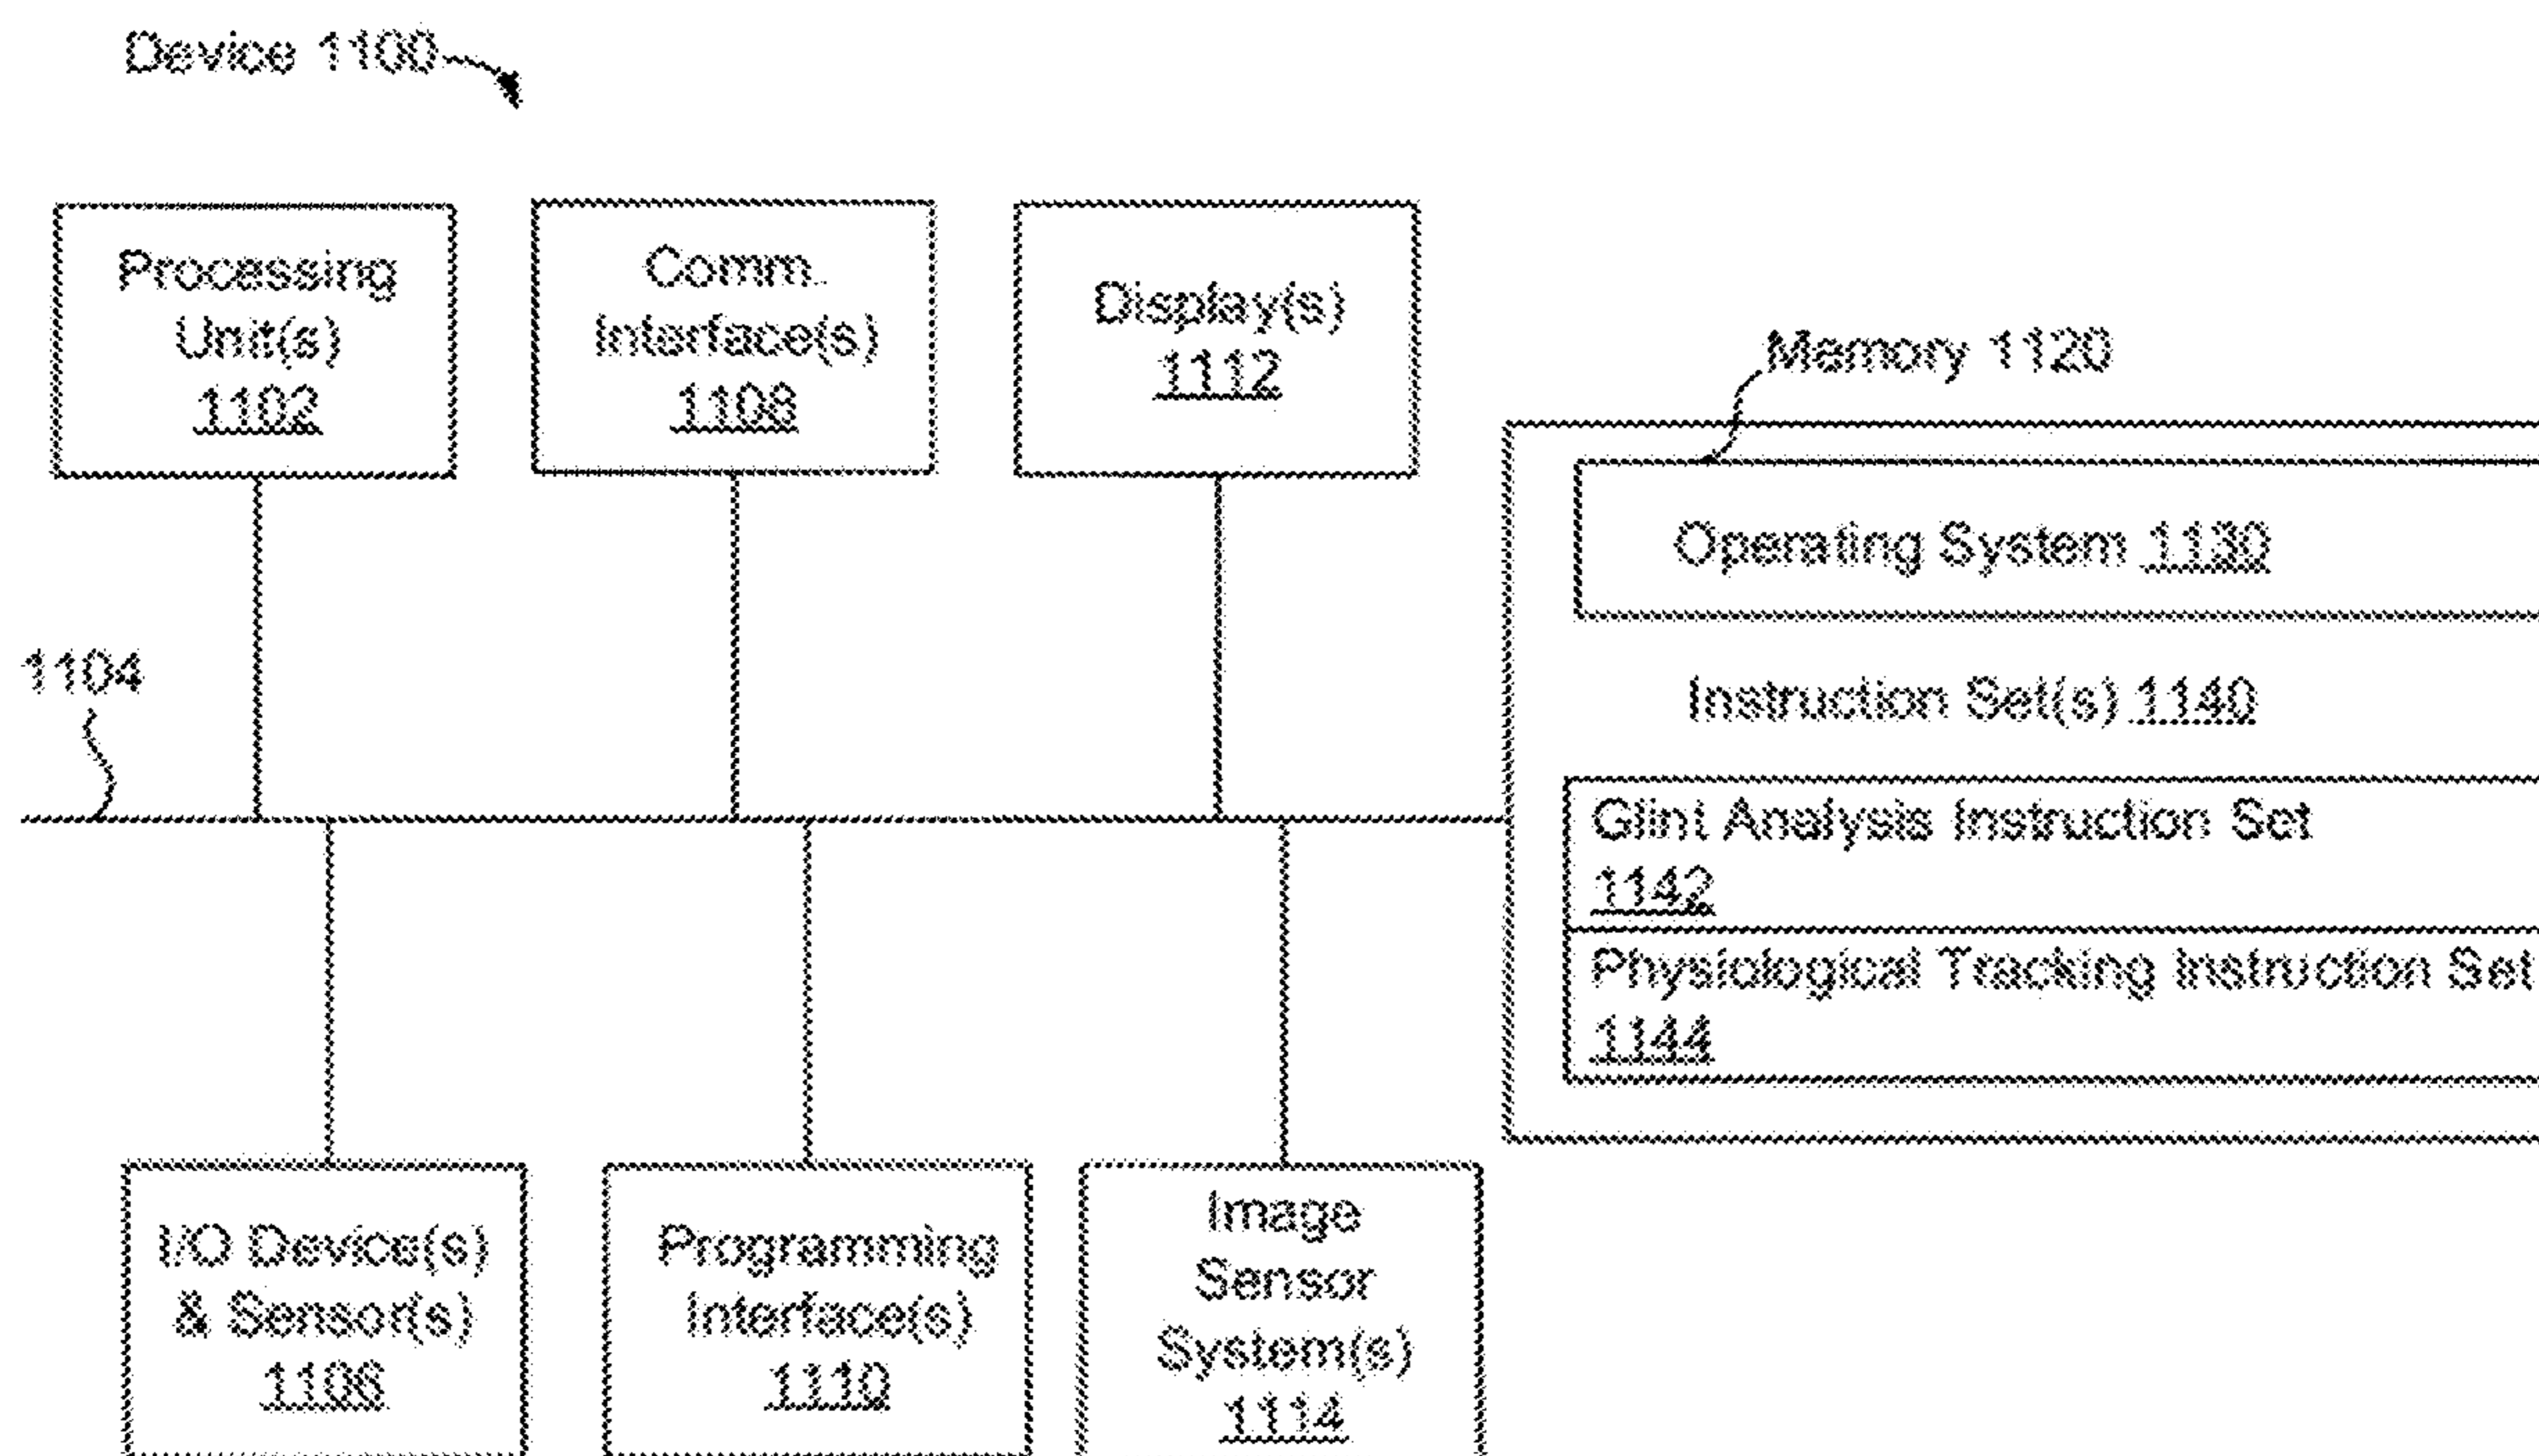 Device 1100
Processing
Unit(s)
1102
Comm.
Interface(s)
1108
Display(s)
1112
Memory 1120
Operating System 1130
Instruction Set(s) 1140
Glint Analysis Instruction Set
1142
Physiological Tracking Instruction Set
1144
1104
I/O Device(s)
& Sensor(s)
1106
Programming
Interface(s)
1110
Image
Sensor
System(s)
1114